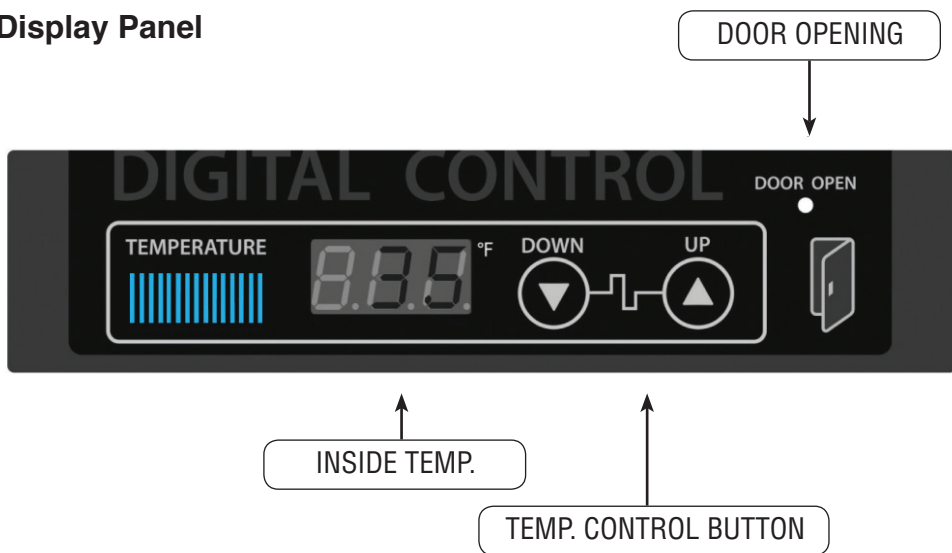 Display Panel
DOOR OPENING
DIGITAL CONTROL
DOOR OPEN
TEMPERATURE
°F
DOWN
UP
INSIDE TEMP.
TEMP. CONTROL BUTTON